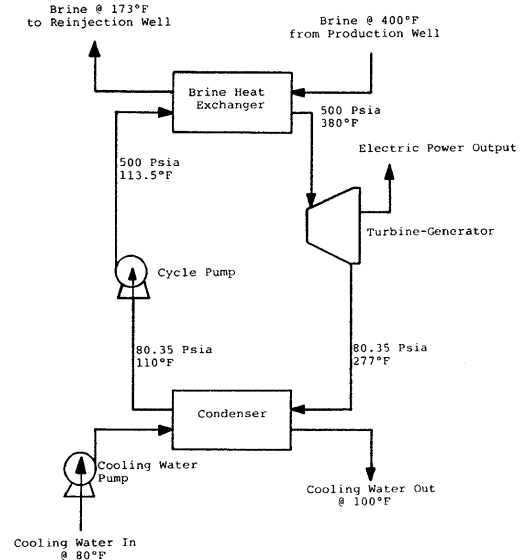 Brine @ 173°F
to Reinjection Well
Brine @ 400°F
from Production Well
Brine Heat
Exchanger
500 Psia
380°F
Electric Power Output
500 Psia
113.5°F
Turbine-Generator
Cycle Pump
80.35 Psia
110°F
80.35 Psia
277°F
Condenser
Cooling Water
Pump
Cooling Water Out
@ 100°F
Cooling Water In
@ 80°F